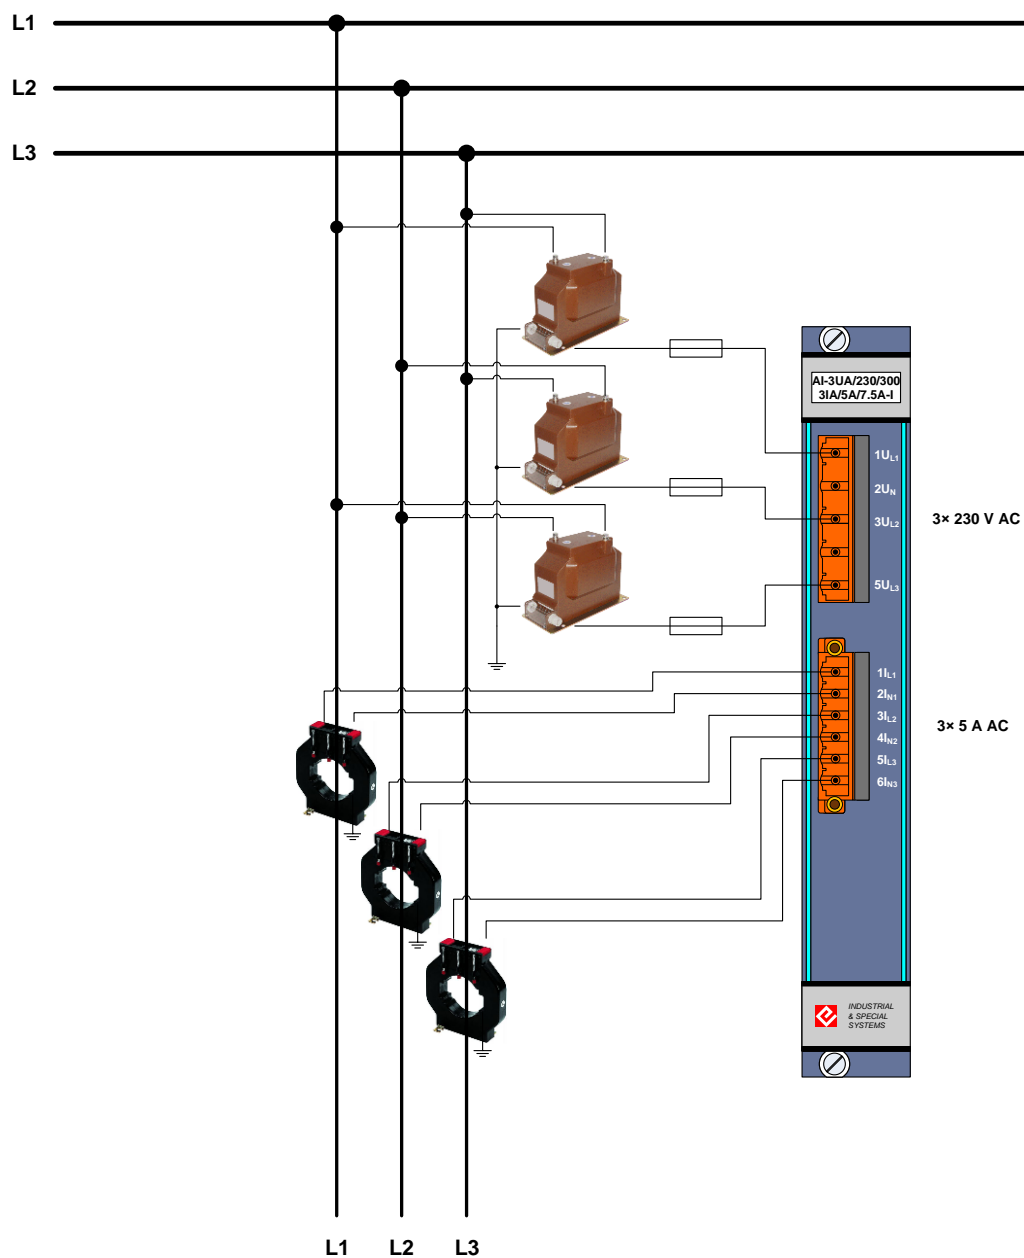 L1
L2
L3
AI-3UA/230/300
3IA/5A/7.5A-I
1UL1
2UN
3UL2
5UL3
3× 230 V AC
1IL1
2IN1
3IL2
4IN2
5IL3
6IN3
3× 5 A AC
INDUSTRIAL
& SPECIAL
SYSTEMS
L1 L2 L3